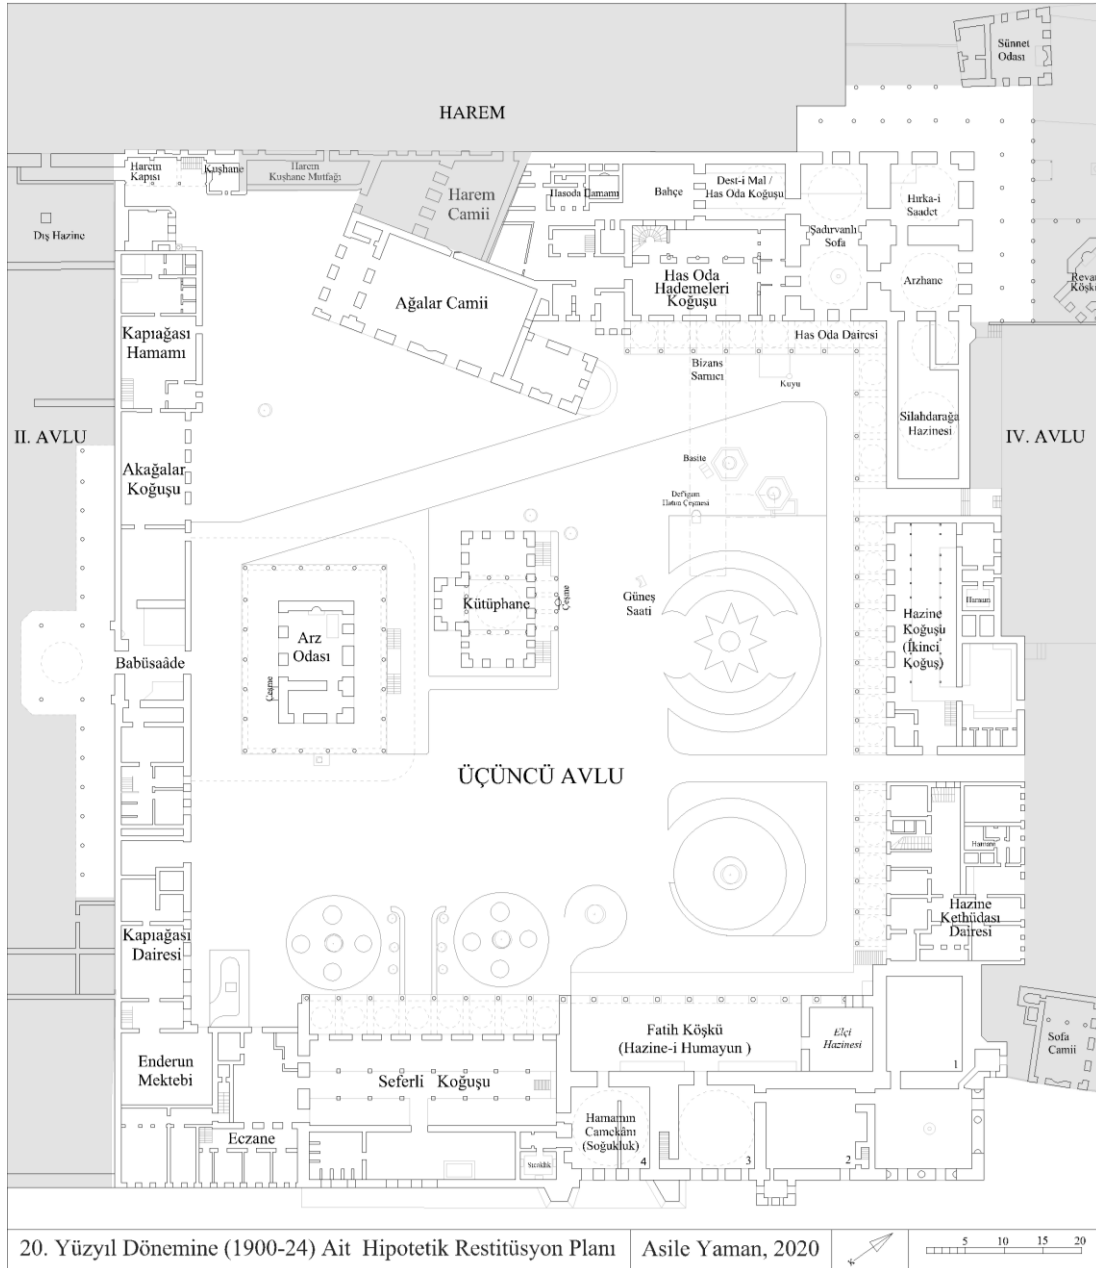 Sünnet
Odası
HAREM
Harem
Kapısı
Kuşhane
Harem
Kuşhane Mutfağı
Harem
Camii
Hasoda Hamamı
Bahçe
Dest-i Mal /
Has Oda Koğuşu
Hırka-i
Saadet
Şadırvanlı
Sofa
Dış Hazine
Revan
Köşkü
Arzhane
Has Oda
Hademeleri
Koğuşu
Ağalar Camii
Kapıağası
Hamamı
Has Oda Dairesi
Bizans
Sarnıcı
Kuyu
II. AVLU
Silahdarağa
Hazinesi
IV. AVLU
Akağalar
Koğuşu
Basite
Hatun Çeşmesi
Güneş
Saati
Kütüphane
Çeşme
Hamam
Hazine
Koğuşu
(İkinci
Koğuş)
Arz
Odası
Çeşme
Babüsaâde
ÜÇÜNCÜ AVLU
Hamam
Hazine
Kethüdası
Dairesi
Kapıağası
Dairesi
Fatih Köşkü
(Hazine-i Humayun )
Elçi
Hazinesi
1
Sofa
Camii
Enderun
Mektebi
Seferli Koğuşu
Eczane
Hamamın
Camekânı
(Soğukluk)
Sıcaklık
4
3
2
20. Yüzyıl Dönemine (1900-24) Ait Hipotetik Restitüsyon Planı
Asile Yaman, 2020
K
5 10 15 20